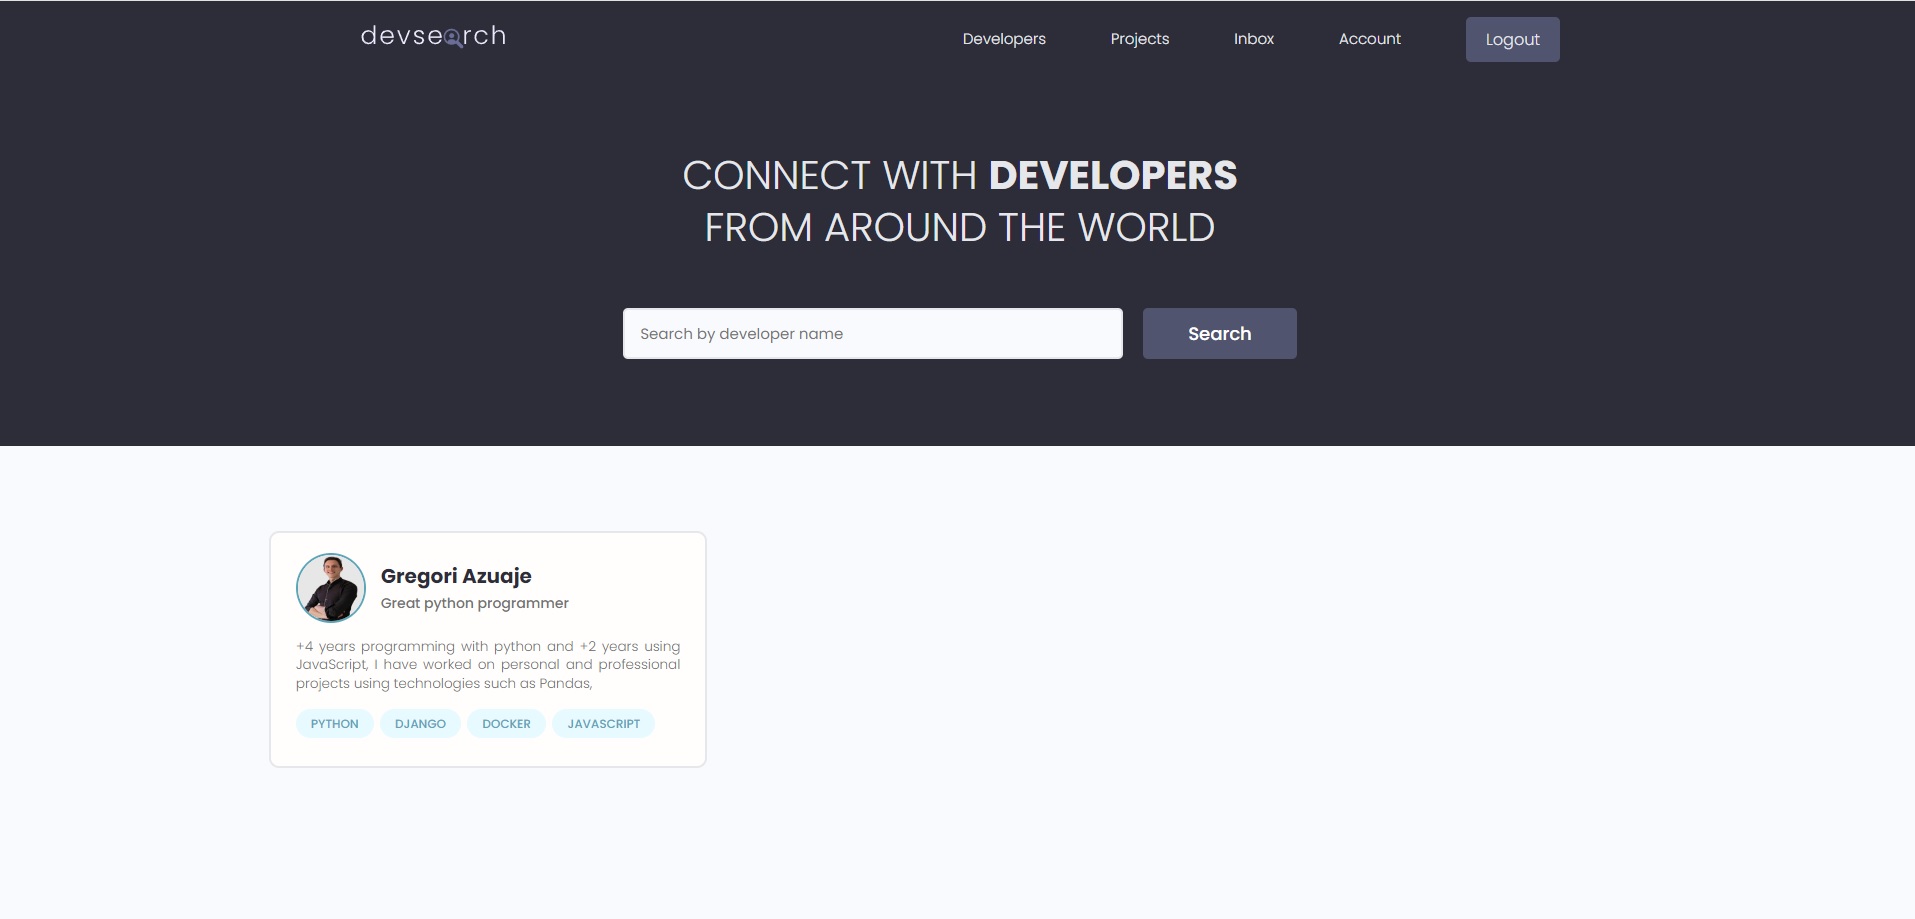 devsearch
Developers
Projects
Inbox
Account
Logout
CONNECT WITH DEVELOPERS
FROM AROUND THE WORLD
Search by developer name
Search
Gregori Azuaje
Great python programmer
+4 years programming with python and +2 years using
JavaScript, I have worked on personal and professional
projects using technologies such as Pandas,
PYTHON
DJANGO
DOCKER
JAVASCRIPT